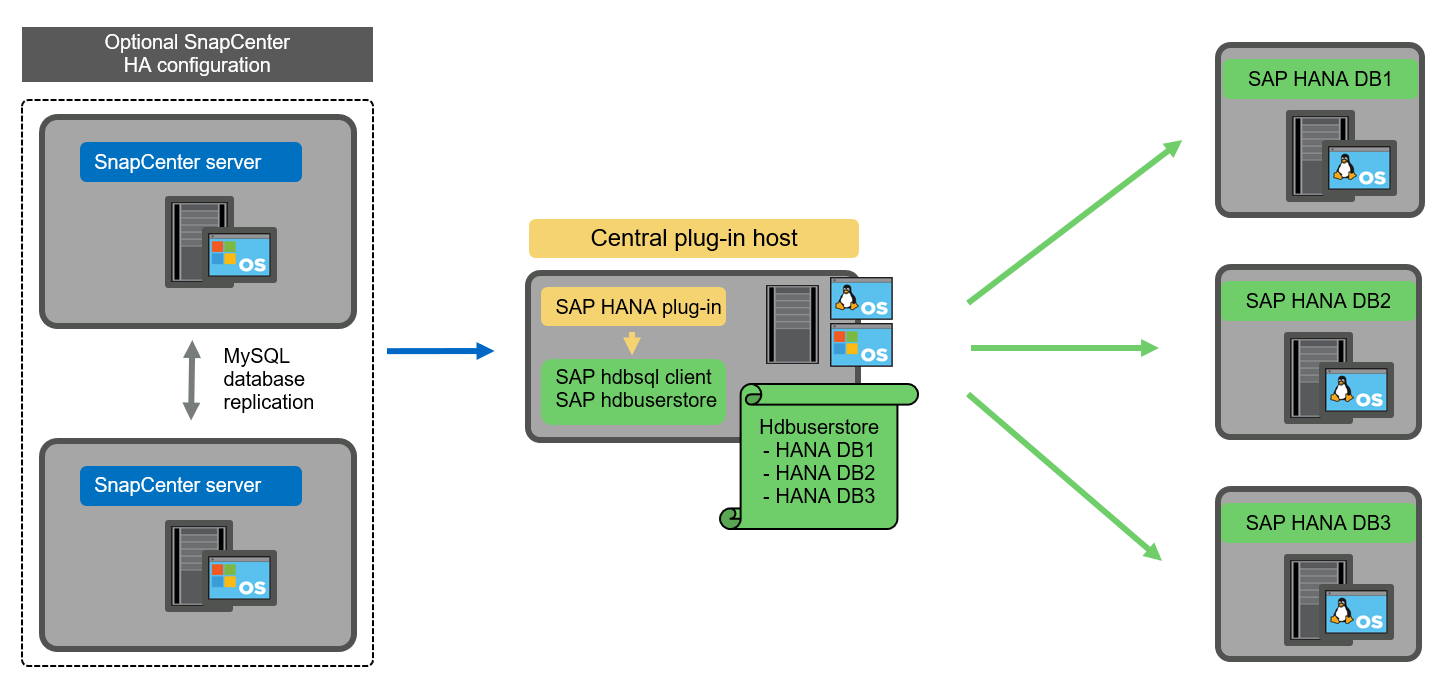 Optional SnapCenter
HA configuration
SnapCenter server
OS
MySQL
database
replication
SnapCenter server
OS
Central plug-in host
SAP HANA plug-in
SAP hdbsql client
SAP hdbuserstore
OS
OS
Hdbuserstore
- HANA DB1
- HANA DB2
- HANA DB3
SAP HANA DB1
OS
SAP HANA DB2
OS
SAP HANA DB3
OS